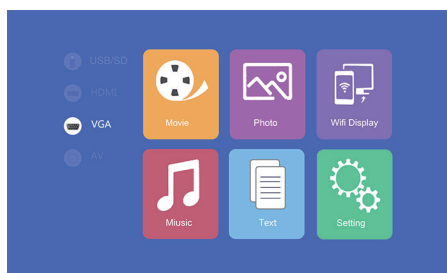 USB/SD
HDMI
VGA
AV
Movie
Photo
Wifi Display
Miusic
Text
Setting